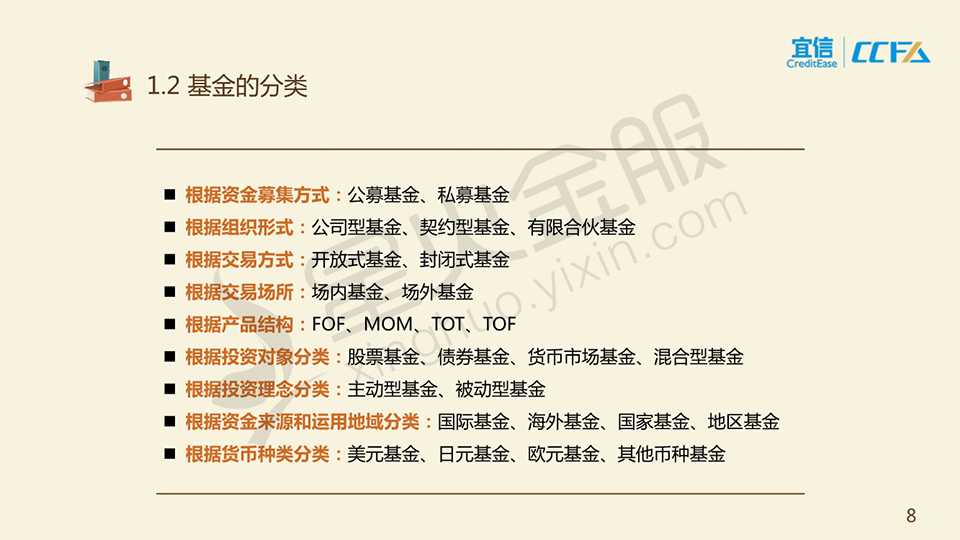 宜信
CreditEase
CCFA
1.2 基金的分类
■ 根据资金募集方式：公募基金、私募基金
■ 根据组织形式：公司型基金、契约型基金、有限合伙基金
■ 根据交易方式：开放式基金、封闭式基金
■ 根据交易场所：场内基金、场外基金
■ 根据产品结构：FOF、MOM、TOT、TOF
■ 根据投资对象分类：股票基金、债券基金、货币市场基金、混合型基金
■ 根据投资理念分类：主动型基金、被动型基金
■ 根据资金来源和运用地域分类：国际基金、海外基金、国家基金、地区基金
■ 根据货币种类分类：美元基金、日元基金、欧元基金、其他币种基金
星火金服
xinghuo.yixin.com
8